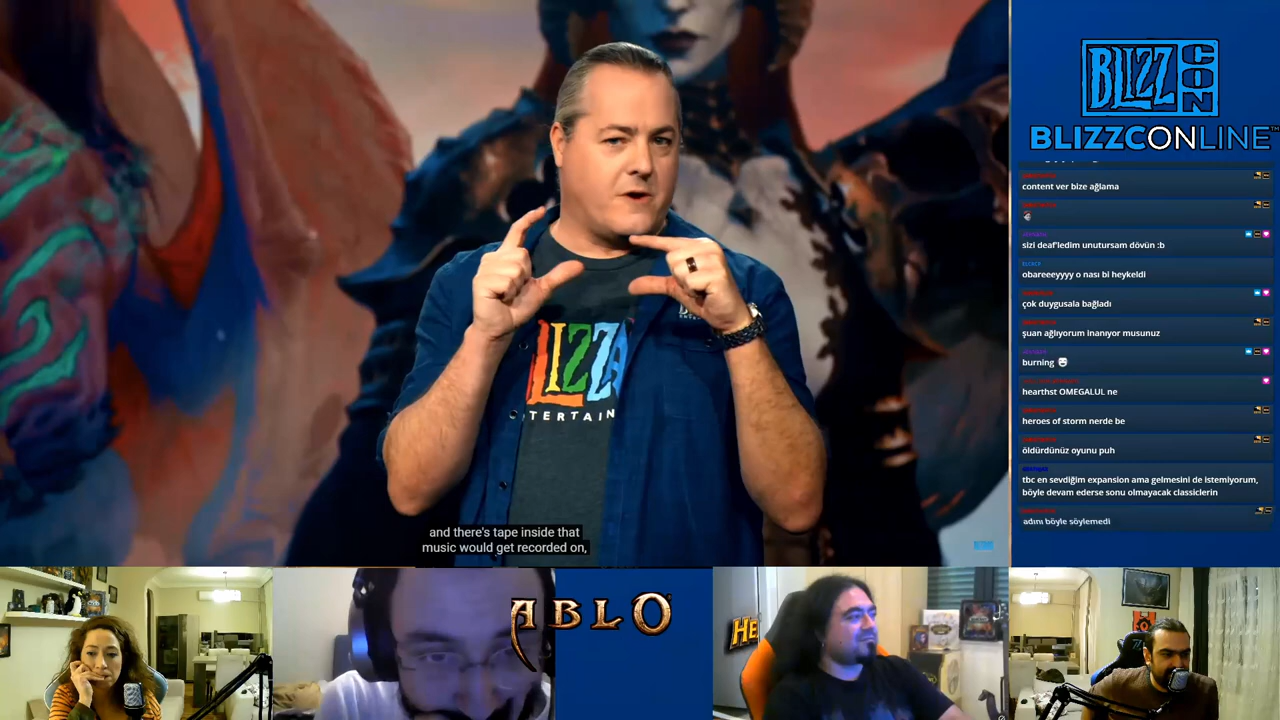 BLIZZ
CON
BLIZZCONLINE™
content ver bize ağlama
sizi deaf'ledim unutursam dövün :b
obareeeyyyy o nası bi heykeldi
çok duygusala bağladı
şuan ağlıyorum inanıyor musunuz
burning
hearthst OMEGALUL ne
heroes of storm nerde be
öldürdünüz oyunu puh
tbc en sevdiğim expansion ama gelmesini de istemiyorum,
böyle devam ederse sonu olmayacak classiclerin
adını böyle söylemedi
LIZZA
TERTAIN
and there's tape inside that
music would get recorded on,
ABLO
HE